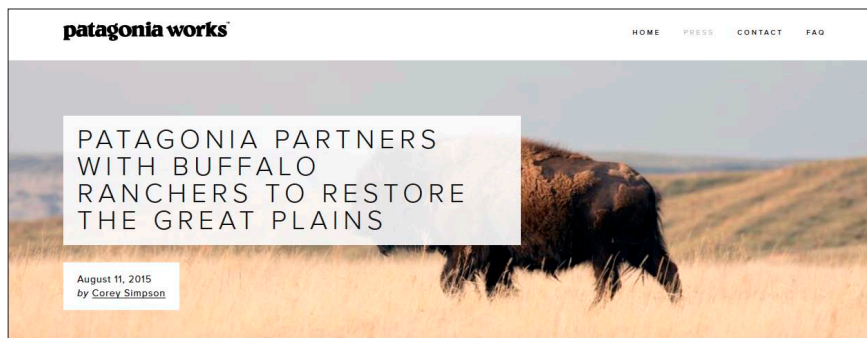 patagonia works™
HOME PRESS CONTACT FAQ
PATAGONIA PARTNERS
WITH BUFFALO
RANCHERS TO RESTORE
THE GREAT PLAINS
August 11, 2015
by Corey Simpson